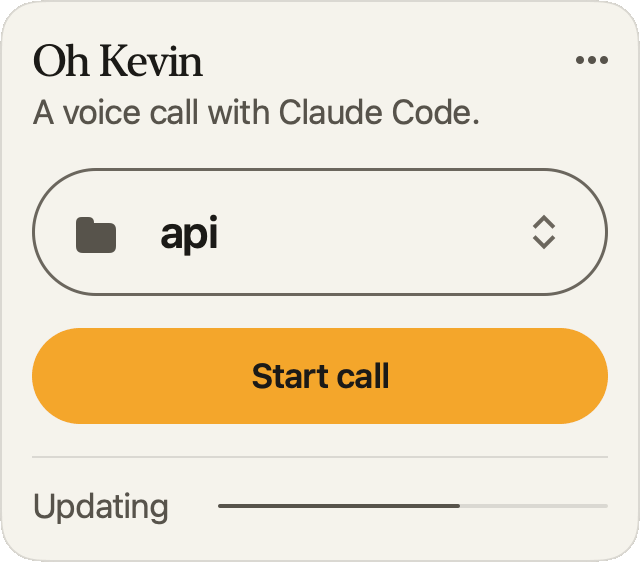 Oh Kevin
A voice call with Claude Code.
api
Start call
Updating